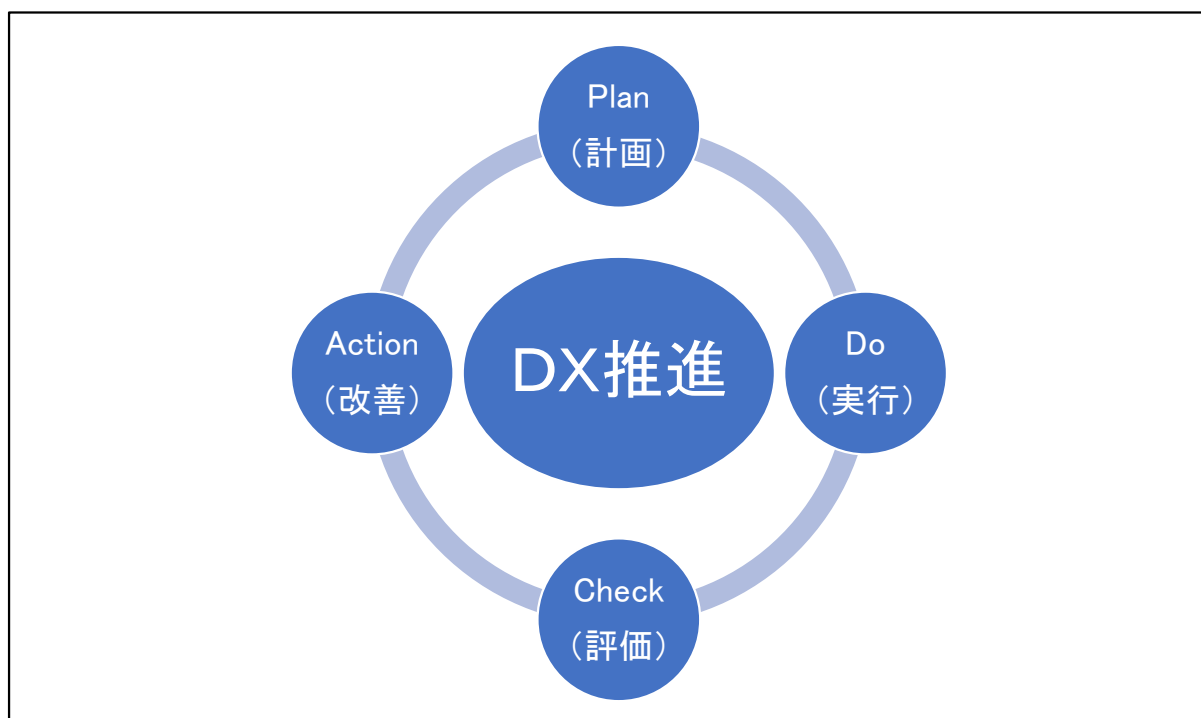 Plan
（計画）
Action
（改善）
DX推進
Do
（実行）
Check
（評価）